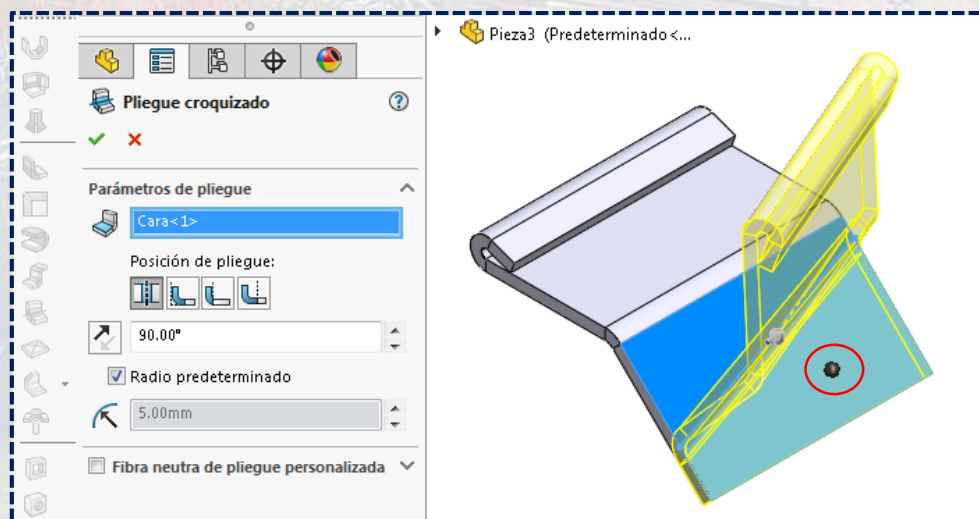 Pieza3 (Predeterminado<...
Pliegue croquizado
Parámetros de pliegue
Cara<1>
Posición de pliegue:
90.00°
Radio predeterminado
5.00mm
Fibra neutra de pliegue personalizada